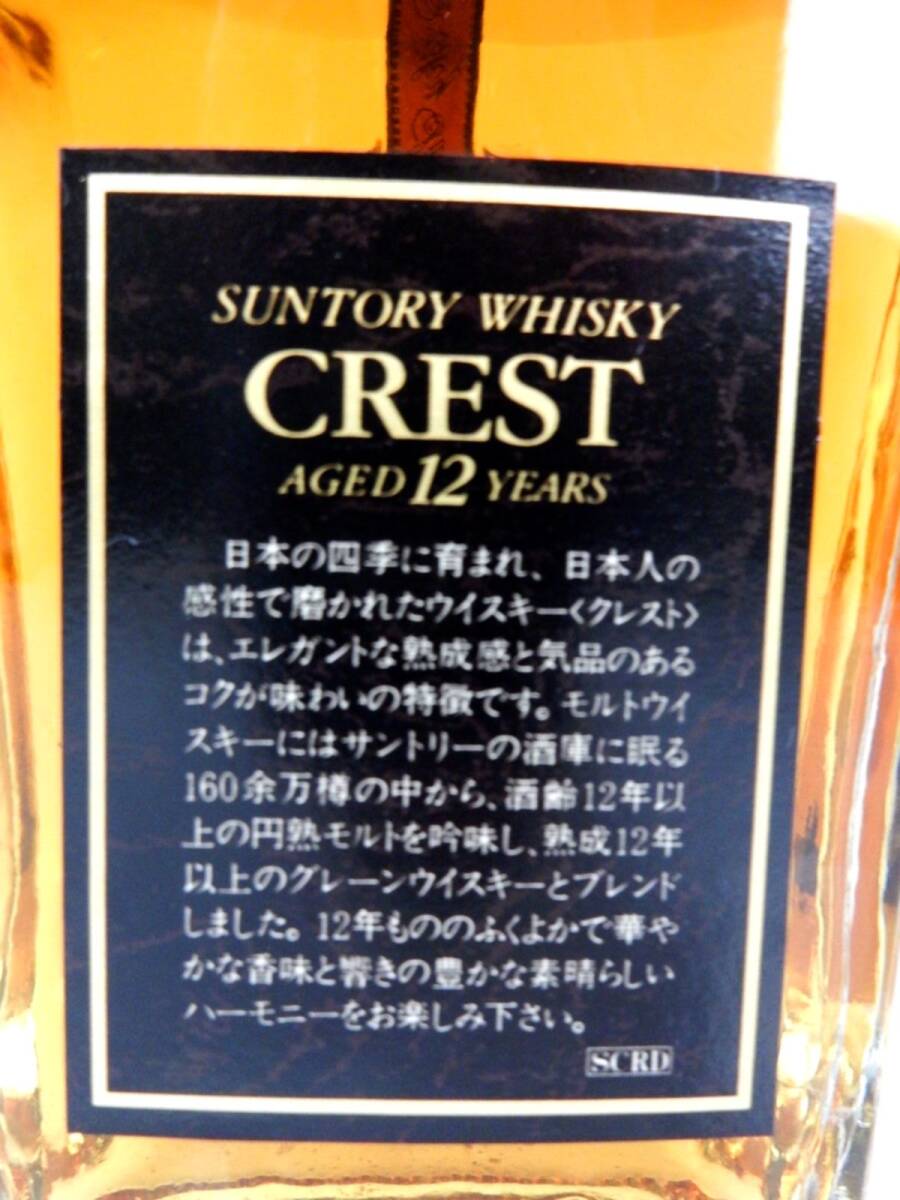 SUNTORY WHISKY
CREST
AGED 12 YEARS
日本の四季に育まれ、日本人の
感性で磨かれたウイスキー〈クレスト〉
は、エレガントな熟成感と気品のある
コクが味わいの特徴です。モルトウイ
スキーにはサントリーの酒庫に眠る
160余万樽の中から、酒齢12年以
上の円熟モルトを吟味し、熟成12年
以上のグレーンウイスキーとブレンド
しました。12年もののふくよかで華や
かな香味と響きの豊かな素晴らしい
ハーモニーをお楽しみ下さい。
SCRD